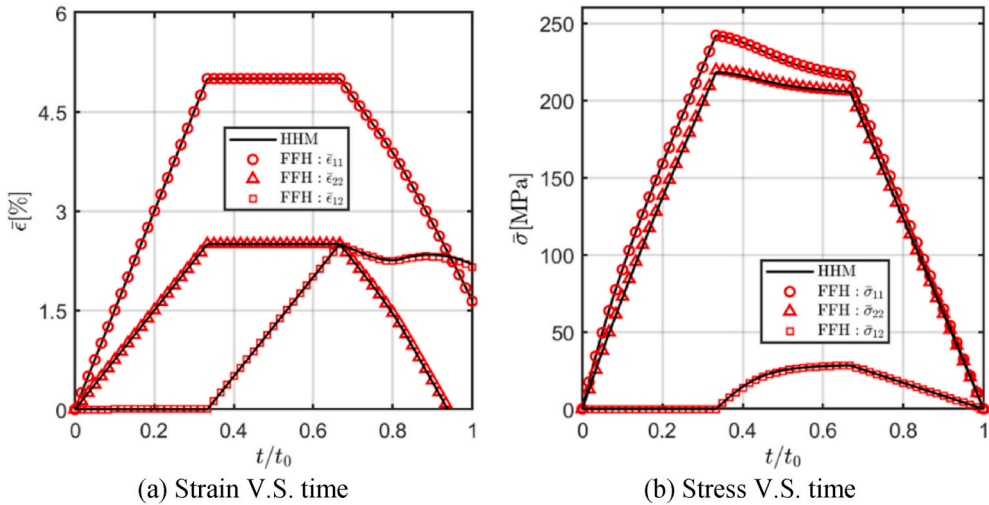 6
4.5
3
1.5
0
0
0.2
0.4
0.6
0.8
1
ϵ̄[%]
t/t₀
HHM
FFH : ϵ̄₁₁
FFH : ϵ̄₂₂
FFH : ϵ̄₁₂
(a) Strain V.S. time
250
200
150
100
50
0
0
0.2
0.4
0.6
0.8
1
σ̄[MPa]
t/t₀
HHM
FFH : σ̄₁₁
FFH : σ̄₂₂
FFH : σ̄₁₂
(b) Stress V.S. time